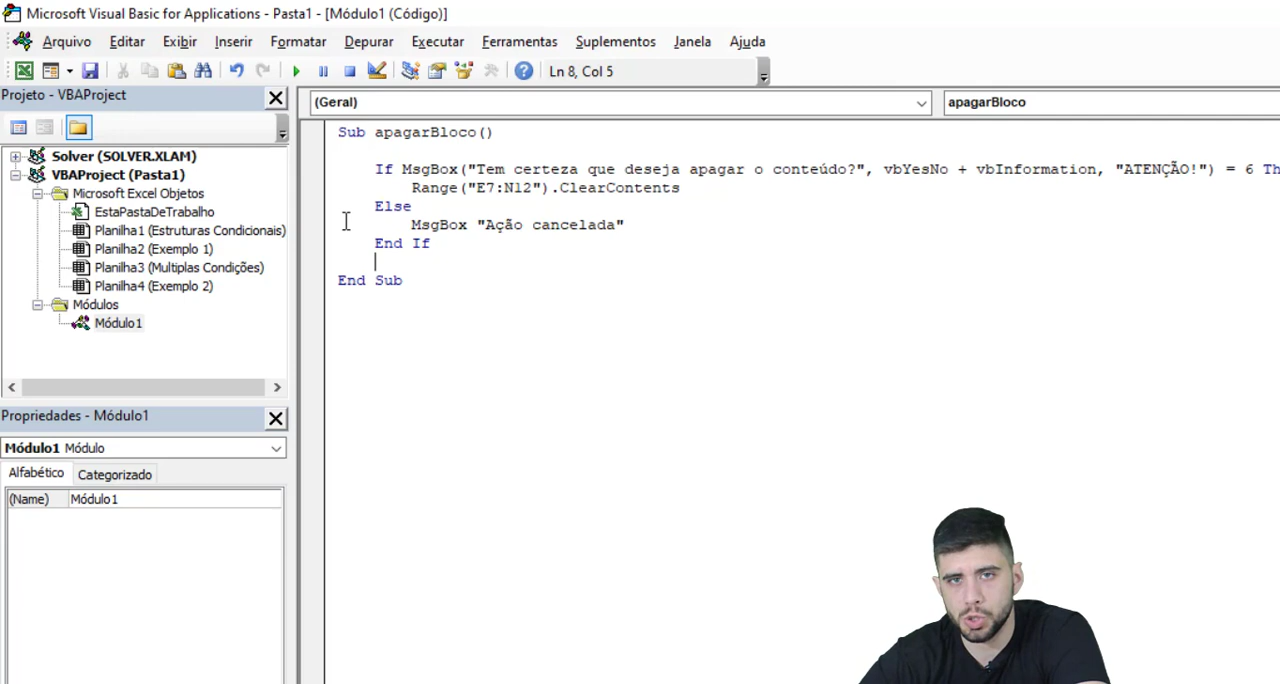 Microsoft Visual Basic for Applications - Pasta1 - [Módulo1 (Código)]
Arquivo Editar Exibir Inserir Formatar Depurar Executar Ferramentas Suplementos Janela Ajuda
Ln 8, Col 5
Projeto - VBAProject
(Geral)
apagarBloco
Solver (SOLVER.XLAM)
VBAProject (Pasta1)
Microsoft Excel Objetos
EstaPastaDeTrabalho
Planilha1 (Estruturas Condicionais)
Planilha2 (Exemplo 1)
Planilha3 (Multiplas Condições)
Planilha4 (Exemplo 2)
Módulos
Módulo1
Sub apagarBloco()
If MsgBox("Tem certeza que deseja apagar o conteúdo?", vbYesNo + vbInformation, "ATENÇÃO!") = 6 Th
Range("E7:N12").ClearContents
Else
MsgBox "Ação cancelada"
End If
End Sub
Propriedades - Módulo1
Módulo1 Módulo
Alfabético Categorizado
(Name) Módulo1